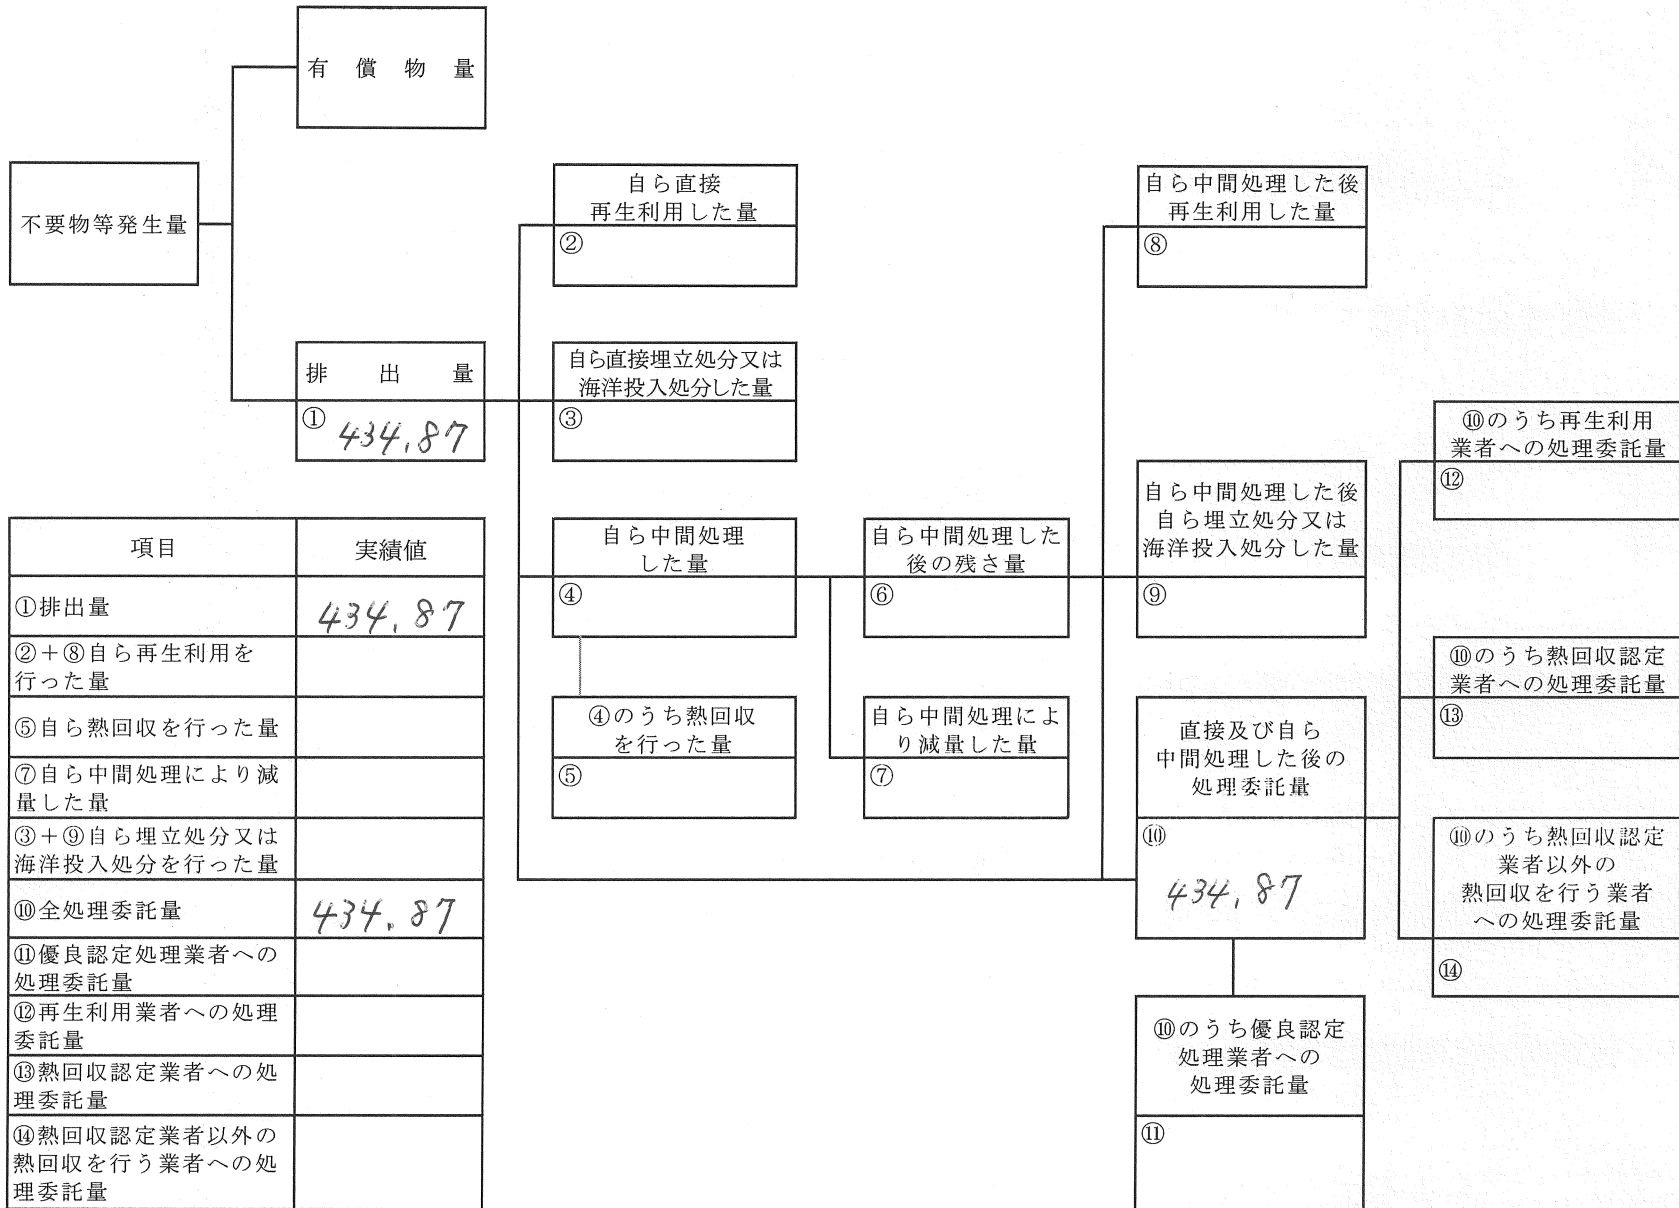 有償物量
不要物等発生量
排出量
① 434.87
自ら直接
再生利用した量
②
自ら直接埋立処分又は
海洋投入処分した量
③
自ら中間処理
した量
④
④のうち熱回収
を行った量
⑤
自ら中間処理した
後の残さ量
⑥
自ら中間処理によ
り減量した量
⑦
自ら中間処理した後
再生利用した量
⑧
自ら中間処理した後
自ら埋立処分又は
海洋投入処分した量
⑨
直接及び自ら
中間処理した後の
処理委託量
⑩
434.87
⑩のうち優良認定
処理業者への
処理委託量
⑪
⑩のうち再生利用
業者への処理委託量
⑫
⑩のうち熱回収認定
業者への処理委託量
⑬
⑩のうち熱回収認定
業者以外の
熱回収を行う業者
への処理委託量
⑭
項目 実績値
①排出量 434.87
②+⑧自ら再生利用を
行った量
⑤自ら熱回収を行った量
⑦自ら中間処理により減
量した量
③+⑨自ら埋立処分又は
海洋投入処分を行った量
⑩全処理委託量 434.87
⑪優良認定処理業者への
処理委託量
⑫再生利用業者への処理
委託量
⑬熱回収認定業者への処
理委託量
⑭熱回収認定業者以外の
熱回収を行う業者への処
理委託量